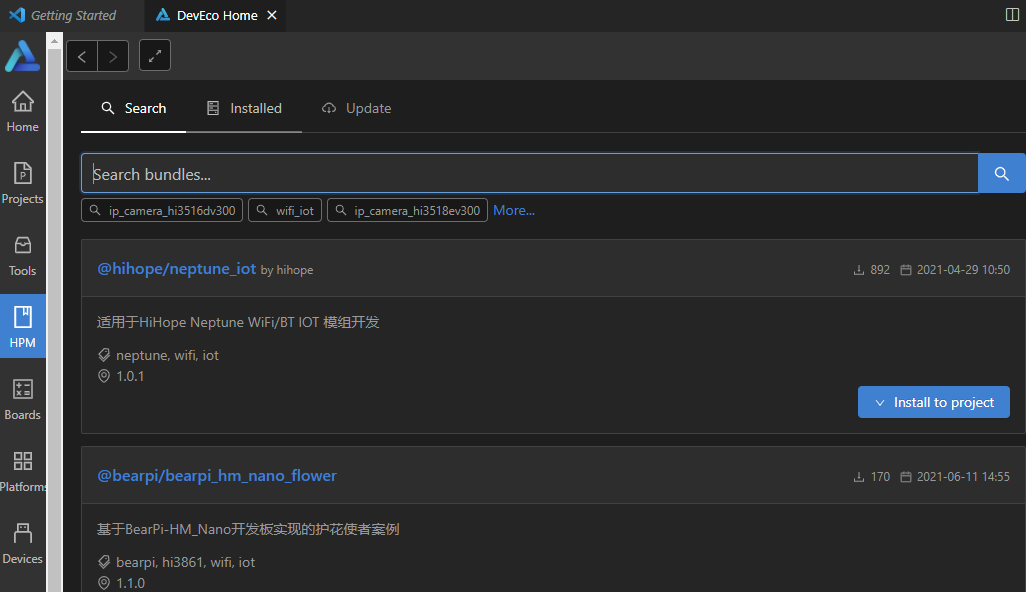 Getting Started
DevEco Home
Home
Projects
Tools
HPM
Boards
Platforms
Devices
Search
Installed
Update
Search bundles...
ip_camera_hi3516dv300
wifi_iot
ip_camera_hi3518ev300
More...
@hihope/neptune_iot by hihope
892
2021-04-29 10:50
适用于HiHope Neptune WiFi/BT IOT 模组开发
neptune, wifi, iot
1.0.1
Install to project
@bearpi/bearpi_hm_nano_flower
170
2021-06-11 14:55
基于BearPi-HM_Nano开发板实现的护花使者案例
bearpi, hi3861, wifi, iot
1.1.0